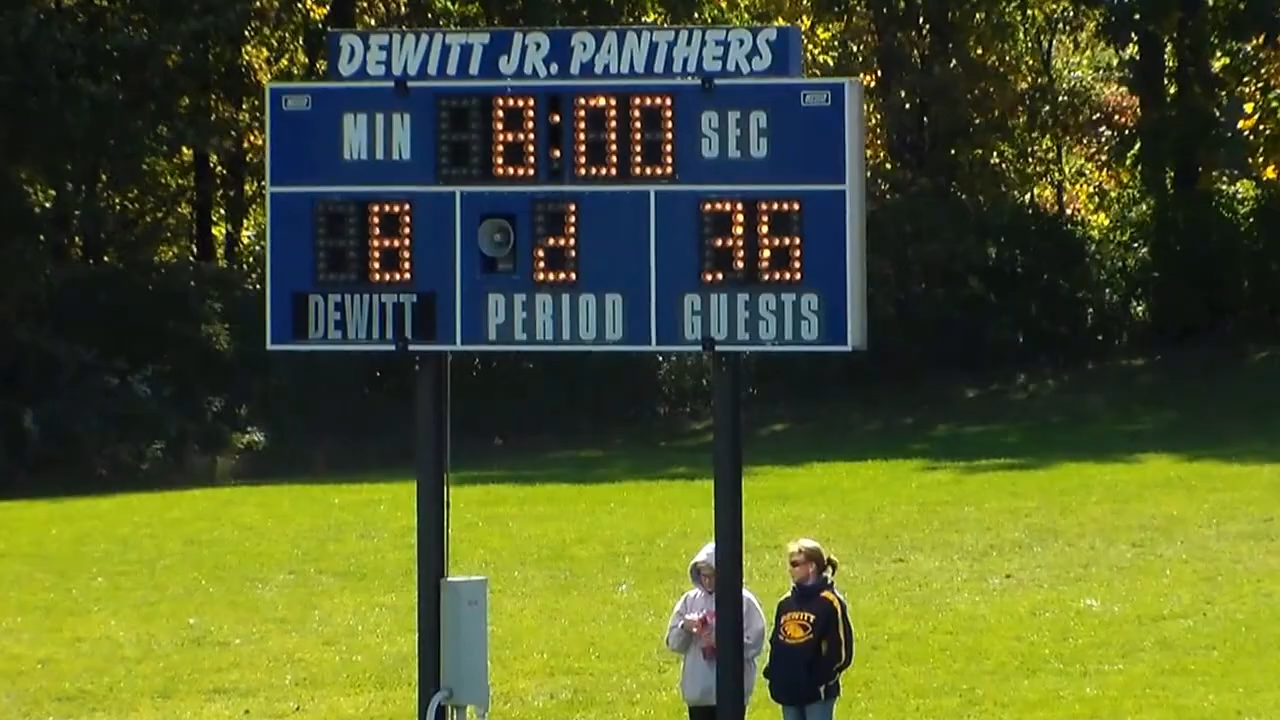 DEWITT JR. PANTHERS
MIN 8:00 SEC
8 2 36
DEWITT PERIOD GUESTS
DEWITT